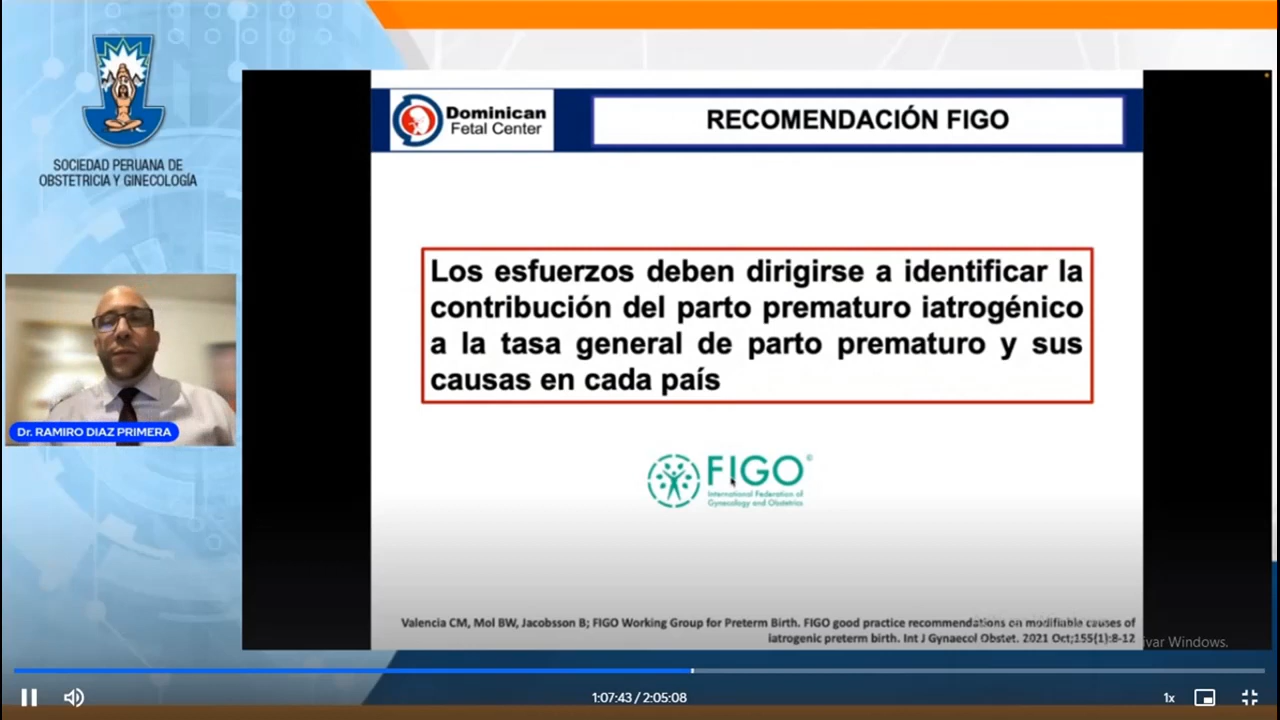 SOCIEDAD PERUANA DE
OBSTETRICIA Y GINECOLOGÍA
Dr. RAMIRO DIAZ PRIMERA
Dominican
Fetal Center
RECOMENDACIÓN FIGO
Los esfuerzos deben dirigirse a identificar la
contribución del parto prematuro iatrogénico
a la tasa general de parto prematuro y sus
causas en cada país
FIGO
International Federation of
Gynecology and Obstetrics
Valencia CM, Mol BW, Jacobsson B; FIGO Working Group for Preterm Birth. FIGO good practice recommendations on modifiable causes of
iatrogenic preterm birth. Int J Gynaecol Obstet. 2021 Oct;155(1):8-12
ivar Windows.
1:07:43 / 2:05:08
1x